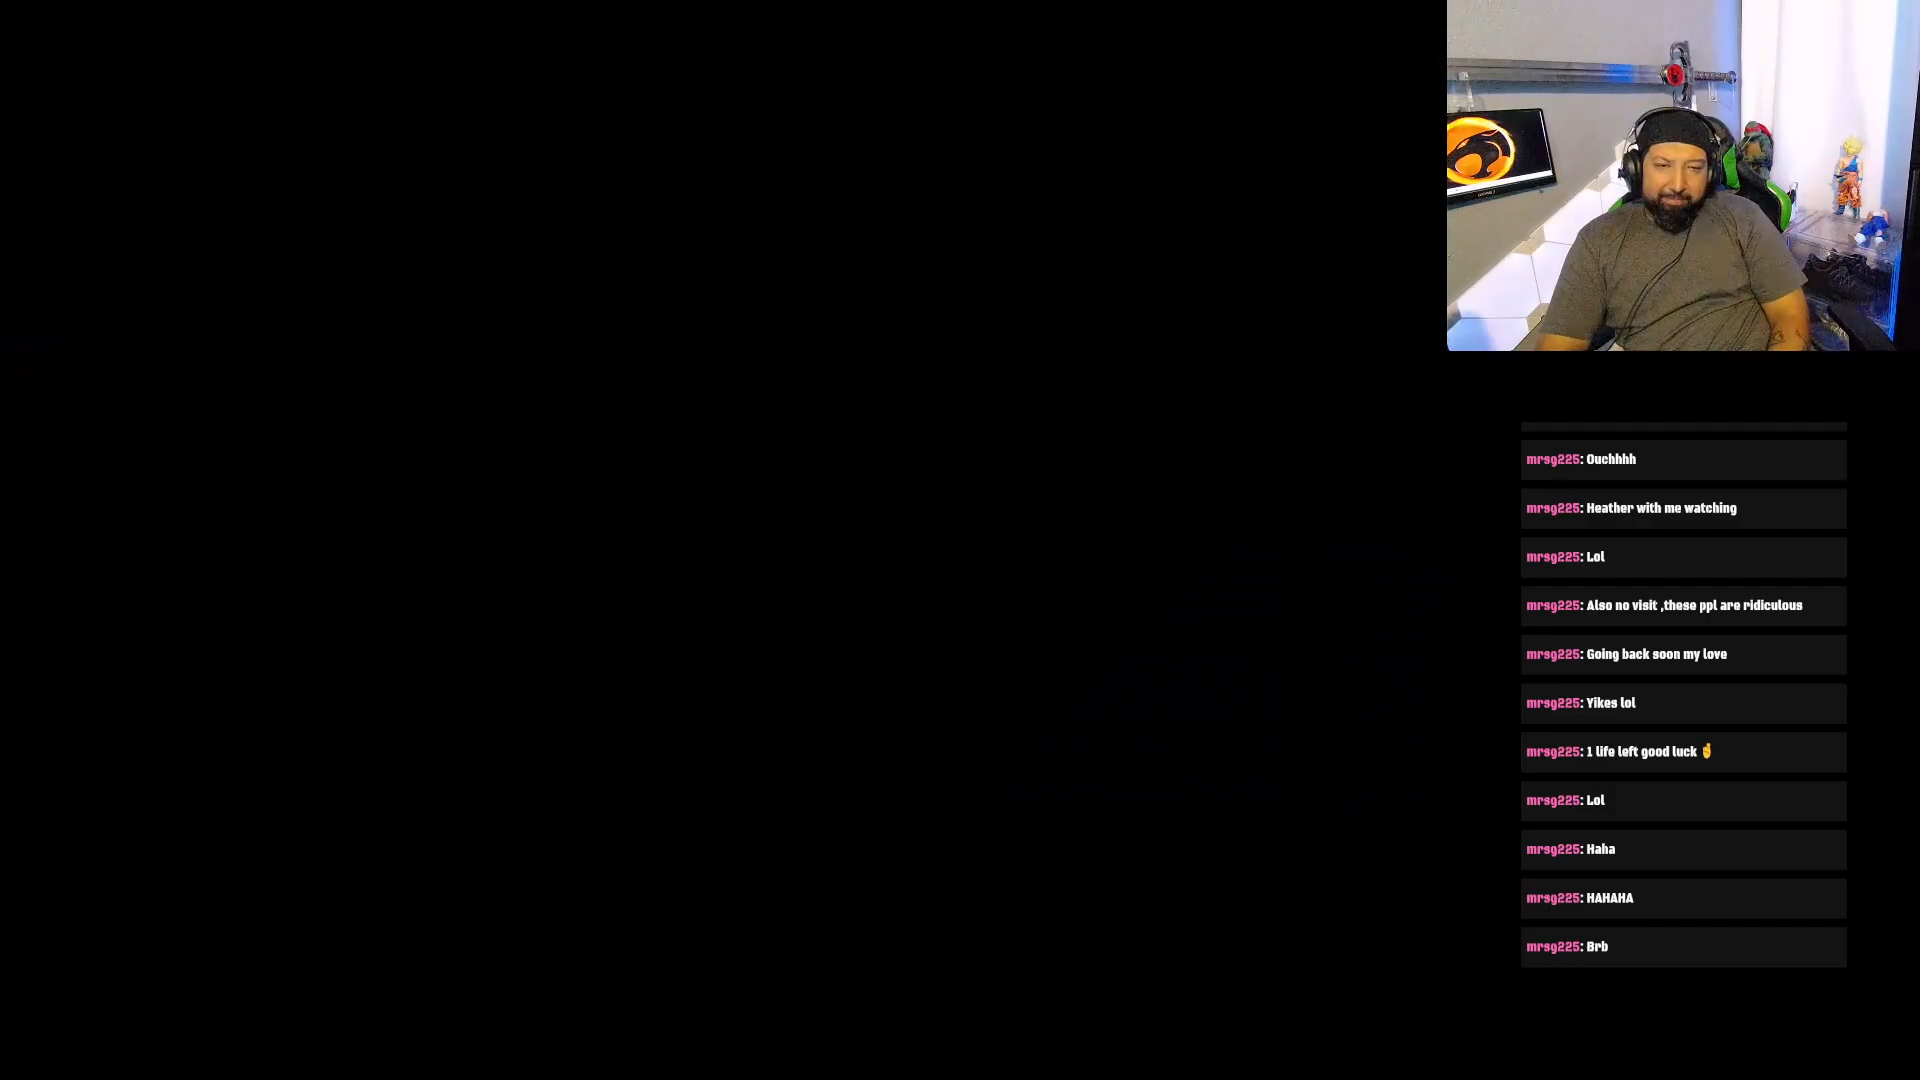 mrsg225: Ouchhhh
mrsg225: Heather with me watching
mrsg225: Lol
mrsg225: Also no visit ,these ppl are ridiculous
mrsg225: Going back soon my love
mrsg225: Yikes lol
mrsg225: 1 life left good luck 🤞
mrsg225: Lol
mrsg225: Haha
mrsg225: HAHAHA
mrsg225: Brb